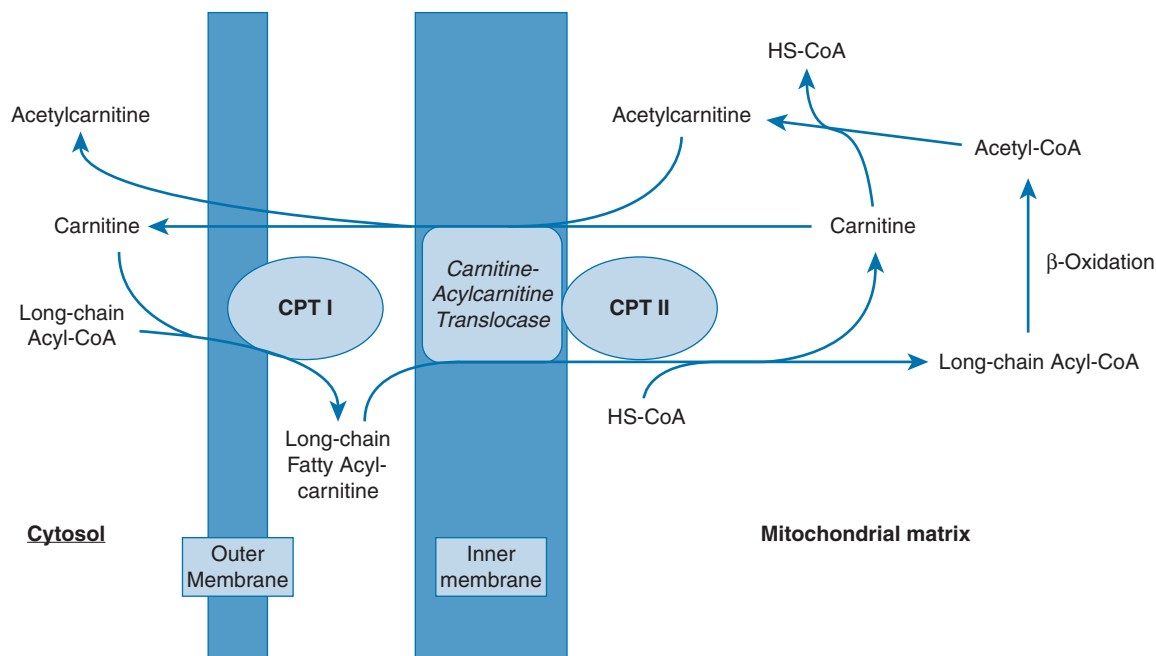 HS-CoA
Acetylcarnitine
Acetylcarnitine
Acetyl-CoA
Carnitine
Carnitine
β-Oxidation
Carnitine-
Acylcarnitine
Translocase
CPT I
CPT II
Long-chain
Acyl-CoA
Long-chain Acyl-CoA
HS-CoA
Long-chain
Fatty Acyl-
carnitine
Cytosol
Mitochondrial matrix
Outer
Membrane
Inner
membrane